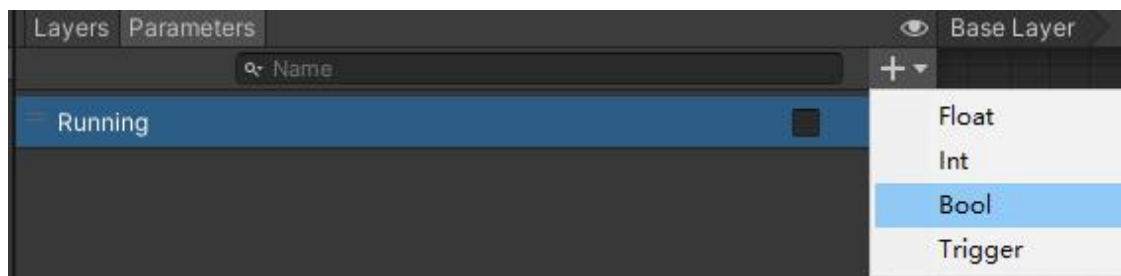 Layers Parameters Base Layer
Name
Running
Float
Int
Bool
Trigger